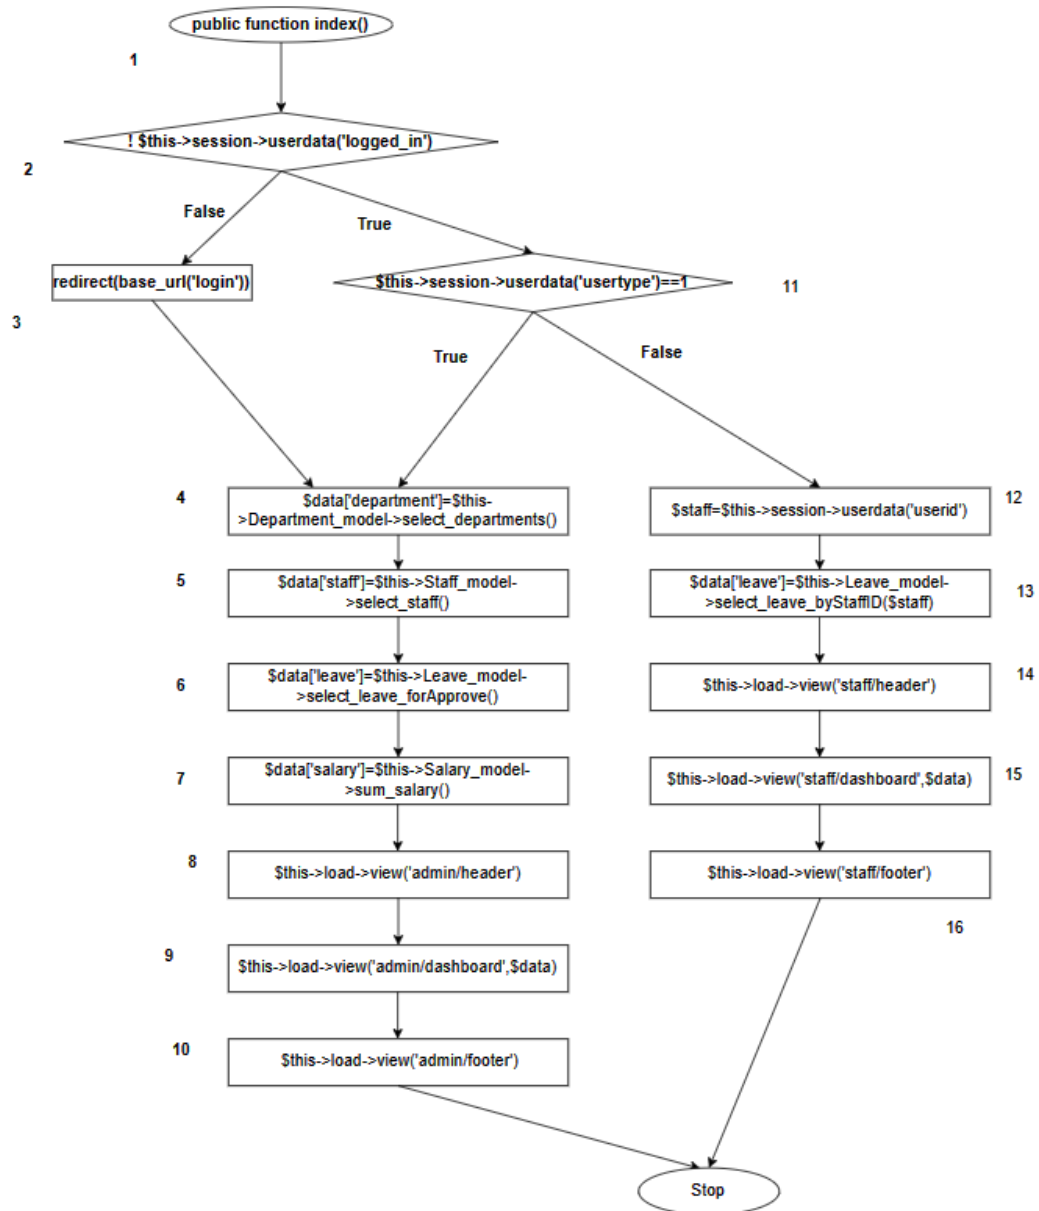 public function index()
1
! $this->session->userdata('logged_in')
2
False
True
redirect(base_url('login'))
$this->session->userdata('usertype')==1
11
3
True
False
4
$data['department']=$this-
>Department_model->select_departments()
$staff=$this->session->userdata('userid')
12
5
$data['staff']=$this->Staff_model-
>select_staff()
$data['leave']=$this->Leave_model-
>select_leave_byStaffID($staff)
13
6
$data['leave']=$this->Leave_model-
>select_leave_forApprove()
$this->load->view('staff/header')
14
7
$data['salary']=$this->Salary_model-
>sum_salary()
$this->load->view('staff/dashboard',$data)
15
8
$this->load->view('admin/header')
$this->load->view('staff/footer')
16
9
$this->load->view('admin/dashboard',$data)
10
$this->load->view('admin/footer')
Stop